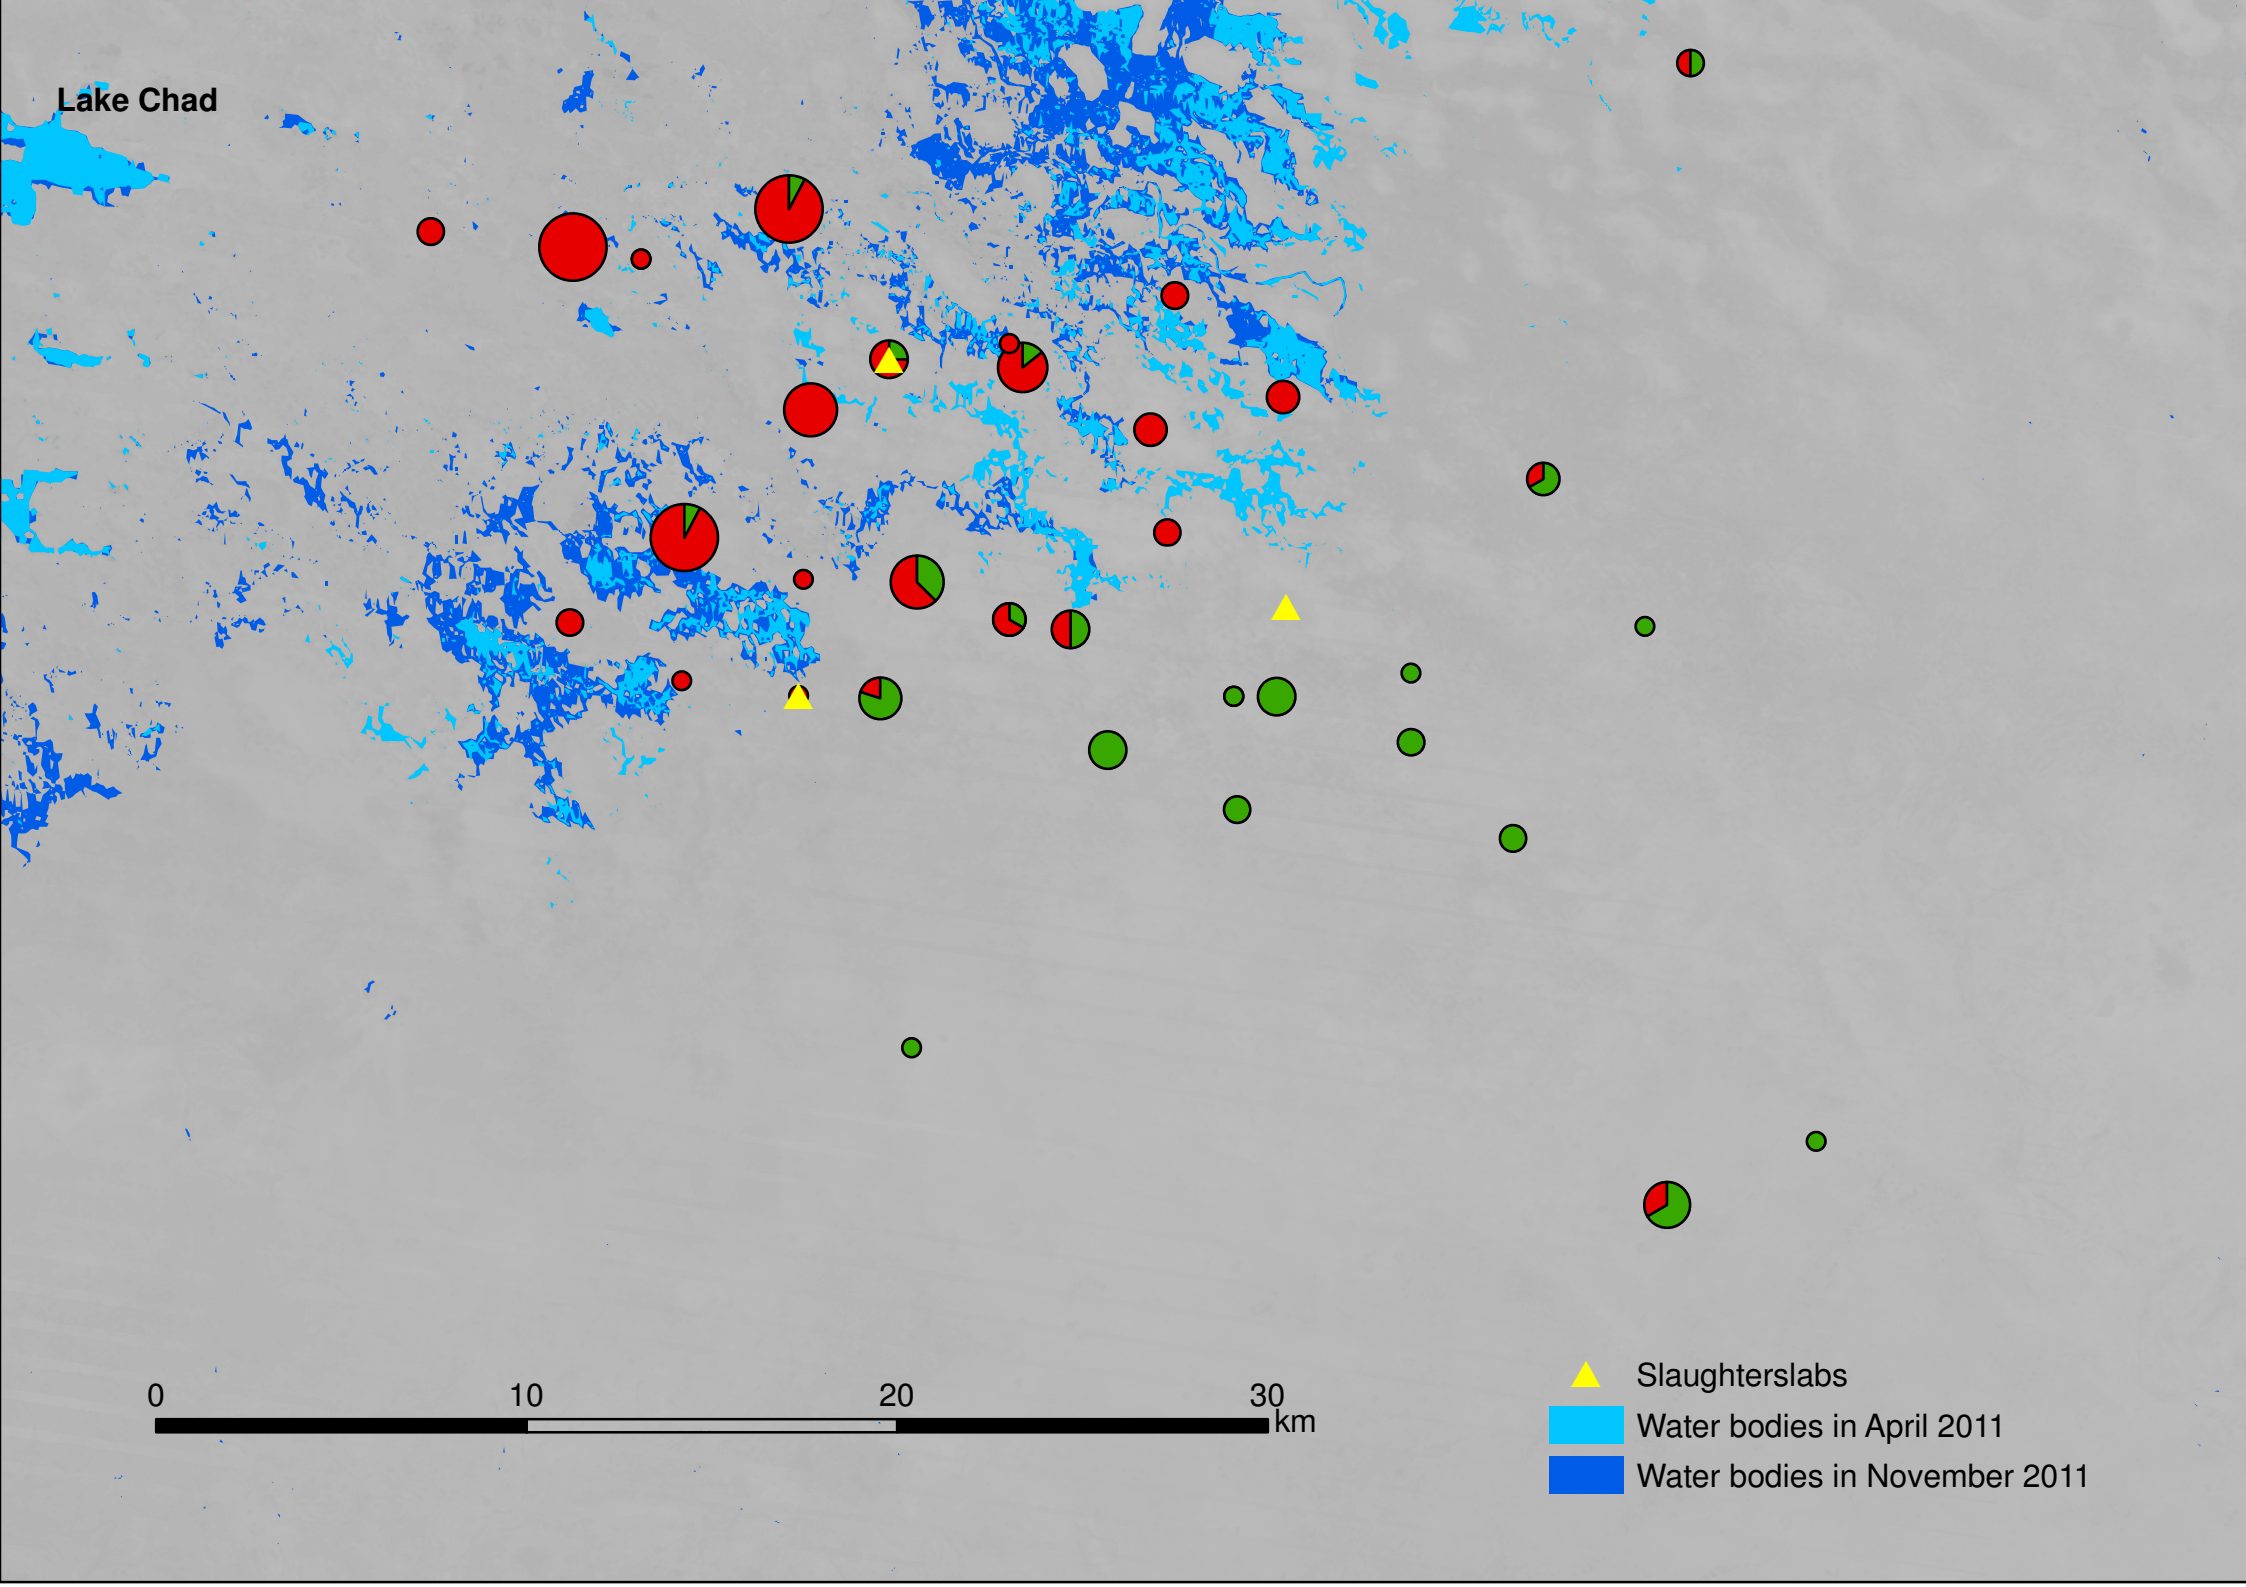 Lake Chad
0 10 20 30
km
Slaughterslabs
Water bodies in April 2011
Water bodies in November 2011